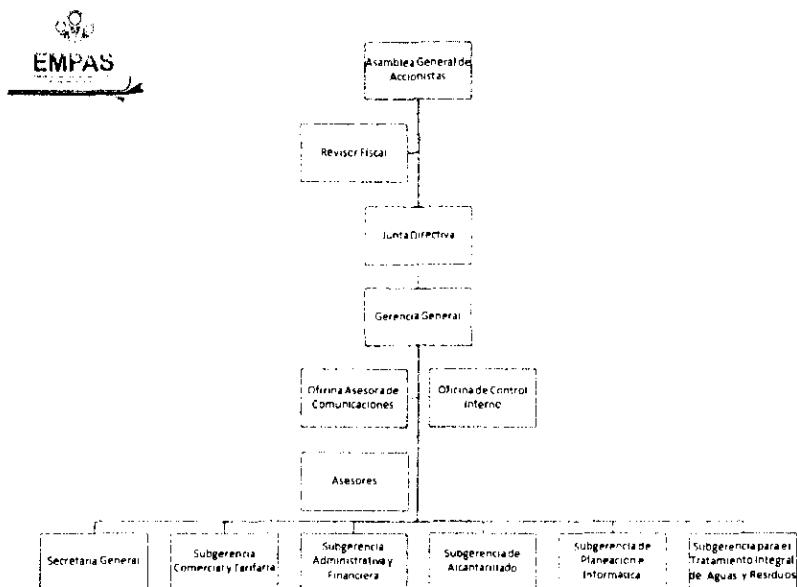 EMPAS
Asamblea General de
Accionistas
Revisor Fiscal
Junta Directiva
Gerencia General
Oficina Asesora de
Comunicaciones
Oficina de Control
Interno
Asesores
Secretaria General
Subgerencia
Comercial y Tarifaria
Subgerencia
Administrativa y
Financiera
Subgerencia de
Alcantarillado
Subgerencia de
Planeación e
Informática
Subgerencia para el
Tratamiento Integral
de Aguas y Residuos